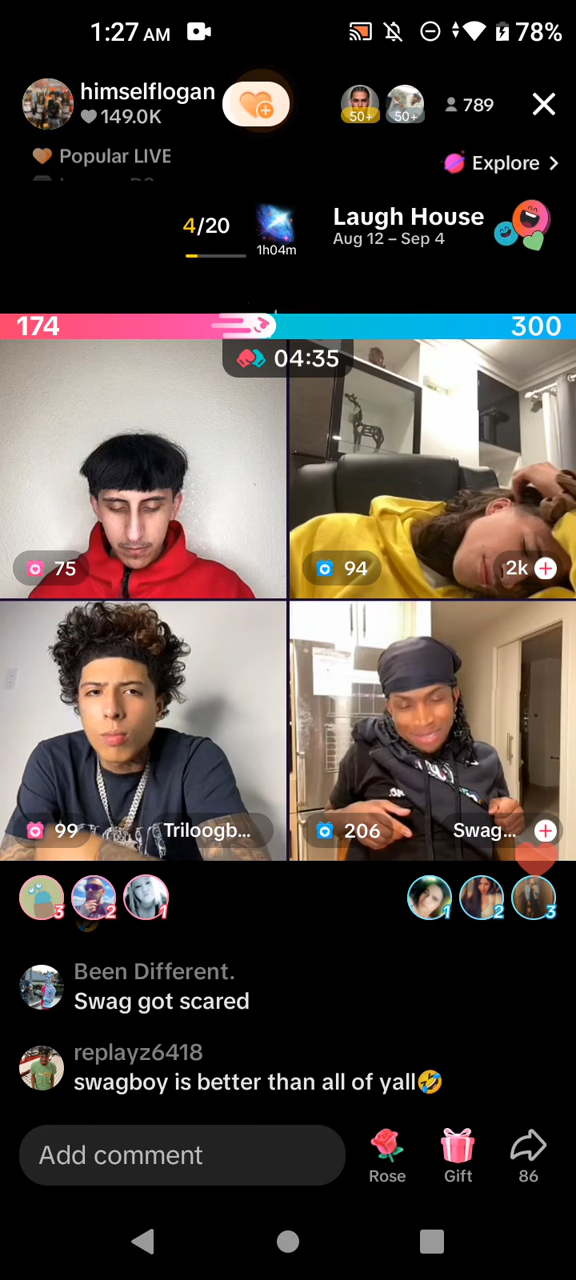 1:27 AM
78%
himselflogan
149.0K
50+
50+
789
Popular LIVE
Explore
4/20
1h04m
Laugh House
Aug 12 – Sep 4
174
300
04:35
75
94
2k
99
Triloogb...
206
Swag...
3
2
1
1
2
3
Been Different.
Swag got scared
replayz6418
swagboy is better than all of yall🤣
Add comment
Rose
Gift
86